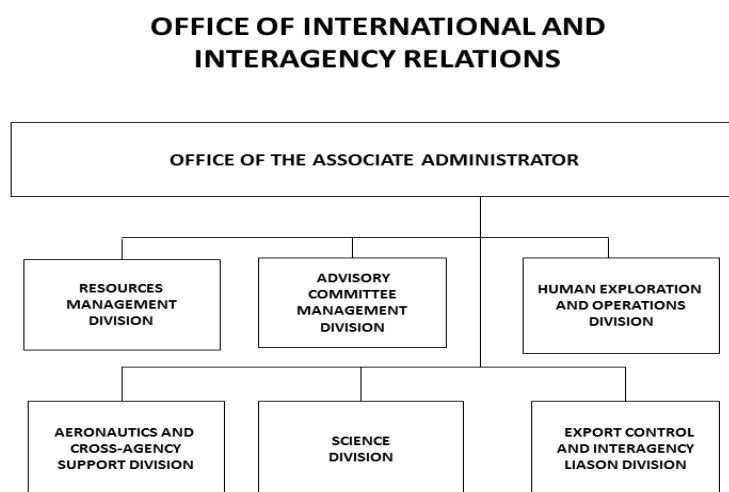 OFFICE OF INTERNATIONAL AND
INTERAGENCY RELATIONS
OFFICE OF THE ASSOCIATE ADMINISTRATOR
RESOURCES
MANAGEMENT
DIVISION
ADVISORY
COMMITTEE
MANAGEMENT
DIVISION
HUMAN EXPLORATION
AND OPERATIONS
DIVISION
AERONAUTICS AND
CROSS-AGENCY
SUPPORT DIVISION
SCIENCE
DIVISION
EXPORT CONTROL
AND INTERAGENCY
LIASON DIVISION